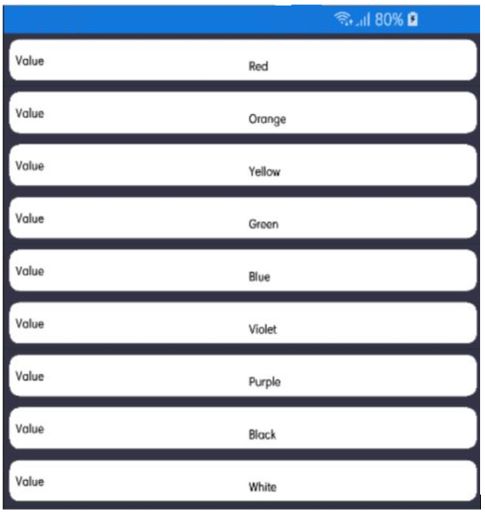 80%
Value Red
Value Orange
Value Yellow
Value Green
Value Blue
Value Violet
Value Purple
Value Black
Value White